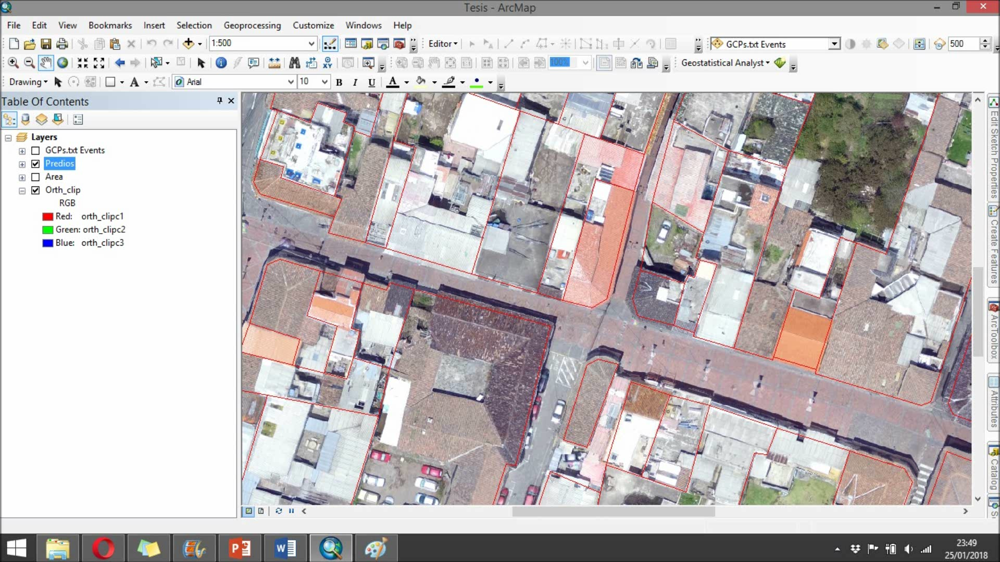 Tesis - ArcMap
File Edit View Bookmarks Insert Selection Geoprocessing Customize Windows Help
1:500 Editor GCPs.txt Events 500
100% Geostatistical Analyst
Drawing A Arial 10 B I U A
Table Of Contents
Layers
GCPs.txt Events
Predios
Area
Orth_clip
RGB
Red: orth_clipc1
Green: orth_clipc2
Blue: orth_clipc3
Edit Sketch Properties
Create Features
ArcToolbox
Attributes
Catalog
23:49
25/01/2018